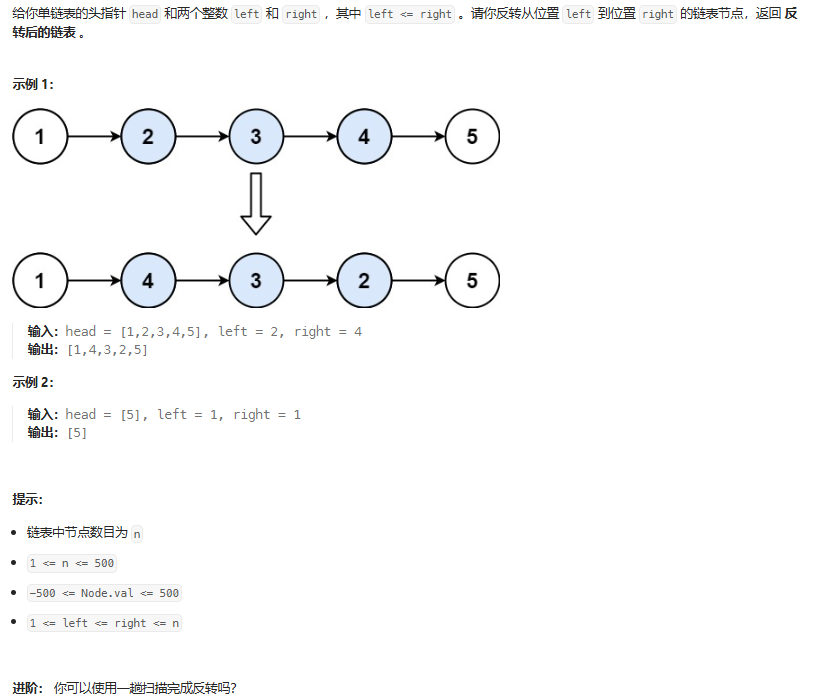 给你单链表的头指针 head 和两个整数 left 和 right ，其中 left <= right 。请你反转从位置 left 到位置 right 的链表节点，返回 反
转后的链表 。
示例 1：
1 2 3 4 5
1 4 3 2 5
输入：head = [1,2,3,4,5], left = 2, right = 4
输出：[1,4,3,2,5]
示例 2：
输入：head = [5], left = 1, right = 1
输出：[5]
提示：
链表中节点数目为 n
1 <= n <= 500
-500 <= Node.val <= 500
1 <= left <= right <= n
进阶： 你可以使用一趟扫描完成反转吗？